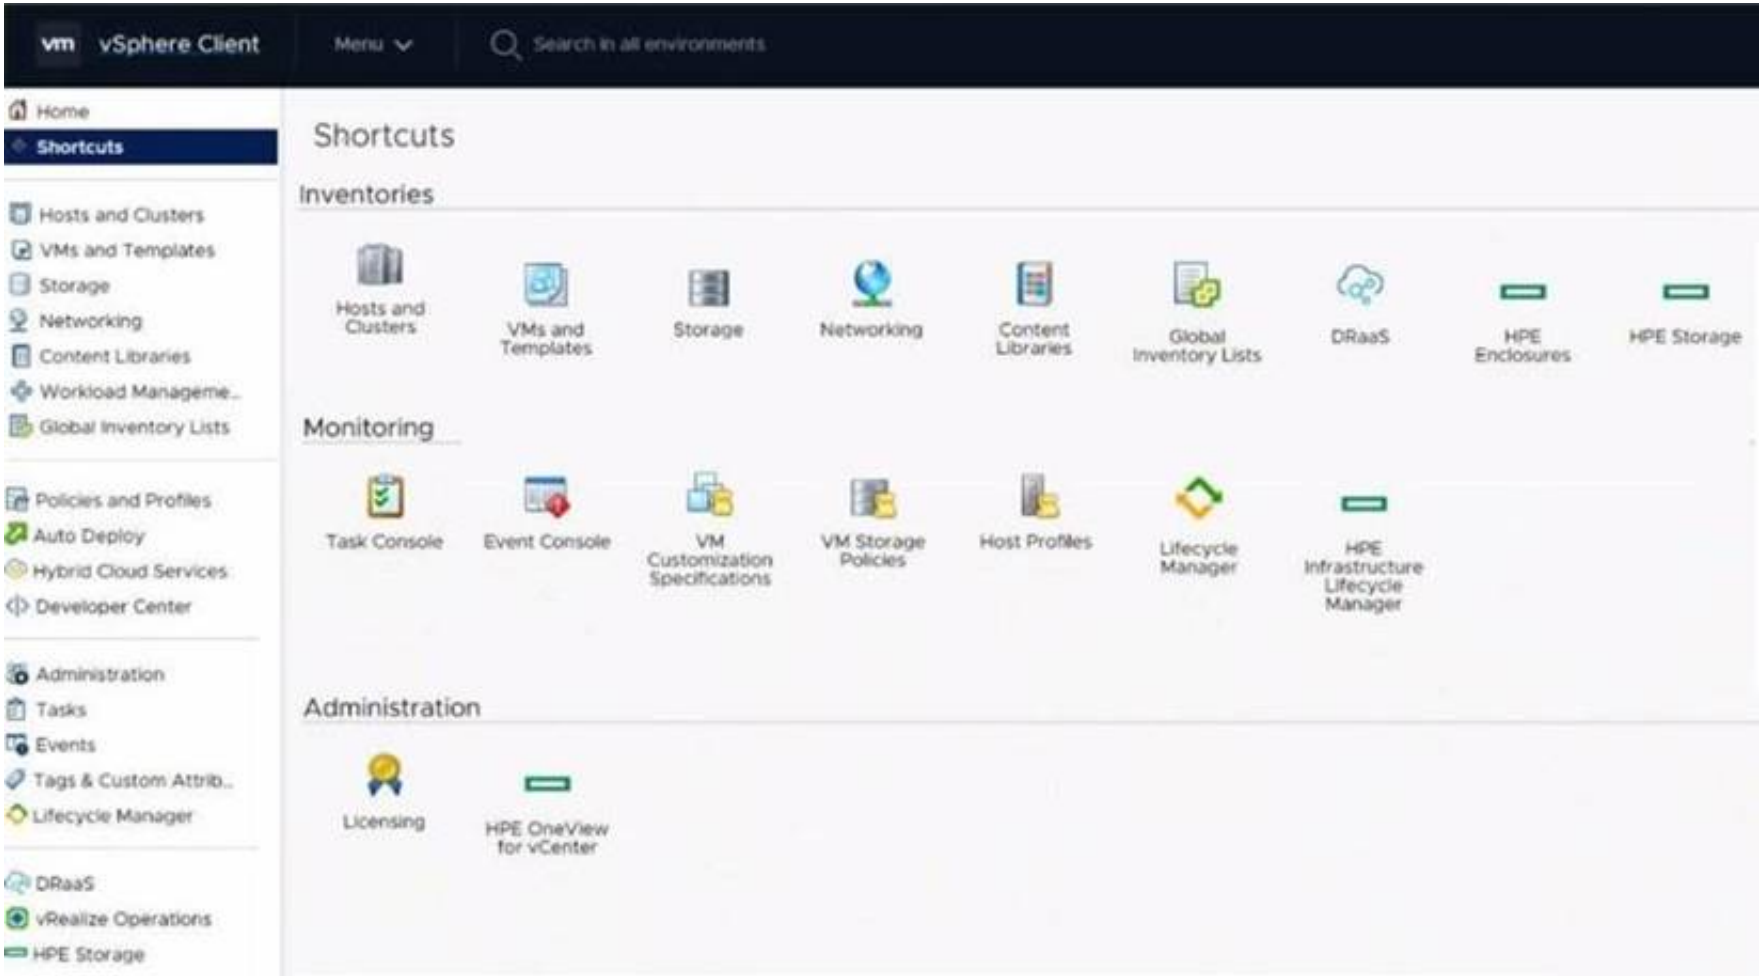 vm vSphere Client Menu Search in all environments
Home
Shortcuts
Hosts and Clusters
VMs and Templates
Storage
Networking
Content Libraries
Workload Manageme...
Global Inventory Lists
Policies and Profiles
Auto Deploy
Hybrid Cloud Services
Developer Center
Administration
Tasks
Events
Tags & Custom Attrib...
Lifecycle Manager
DRaaS
vRealize Operations
HPE Storage
Shortcuts
Inventories
Hosts and
Clusters
VMs and
Templates
Storage
Networking
Content
Libraries
Global
Inventory Lists
DRaaS
HPE
Enclosures
HPE Storage
Monitoring
Task Console
Event Console
VM
Customization
Specifications
VM Storage
Policies
Host Profiles
Lifecycle
Manager
HPE
Infrastructure
Lifecycle
Manager
Administration
Licensing
HPE OneView
for vCenter